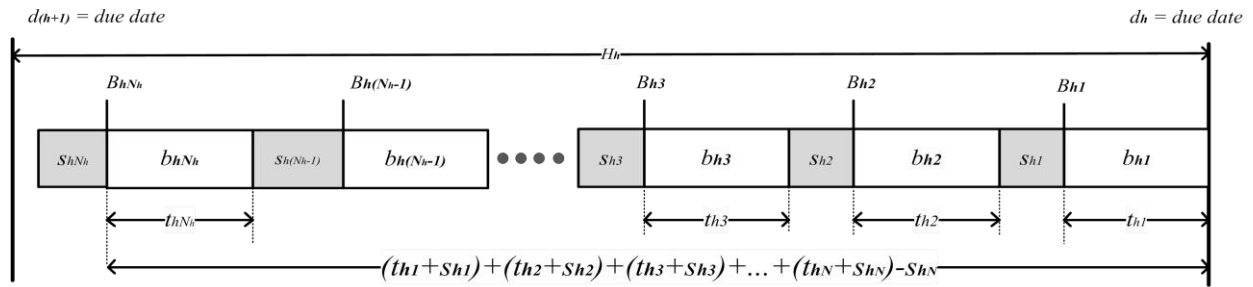 d(h+1) = due date dh = due date
Hh
BhNh Bh(Nh-1) Bh3 Bh2 Bh1
ShNh bhNh Sh(Nh-1) bh(Nh-1) Sh3 bh3 Sh2 bh2 Sh1 bh1
thNh th3 th2 th1
(th1+Sh1)+(th2+Sh2)+(th3+Sh3)+...+(thN+ShN)-ShN